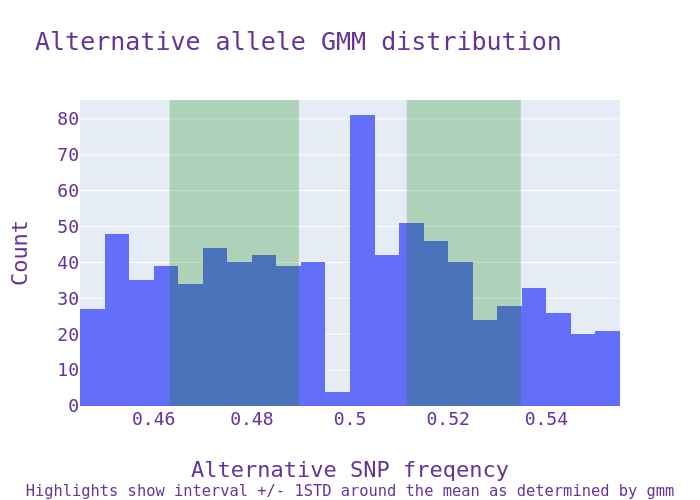 Alternative allele GMM distribution
80
70
60
50
40
30
20
10
0
Count
0.46 0.48 0.5 0.52 0.54
Alternative SNP freqency
Highlights show interval +/- 1STD around the mean as determined by gmm